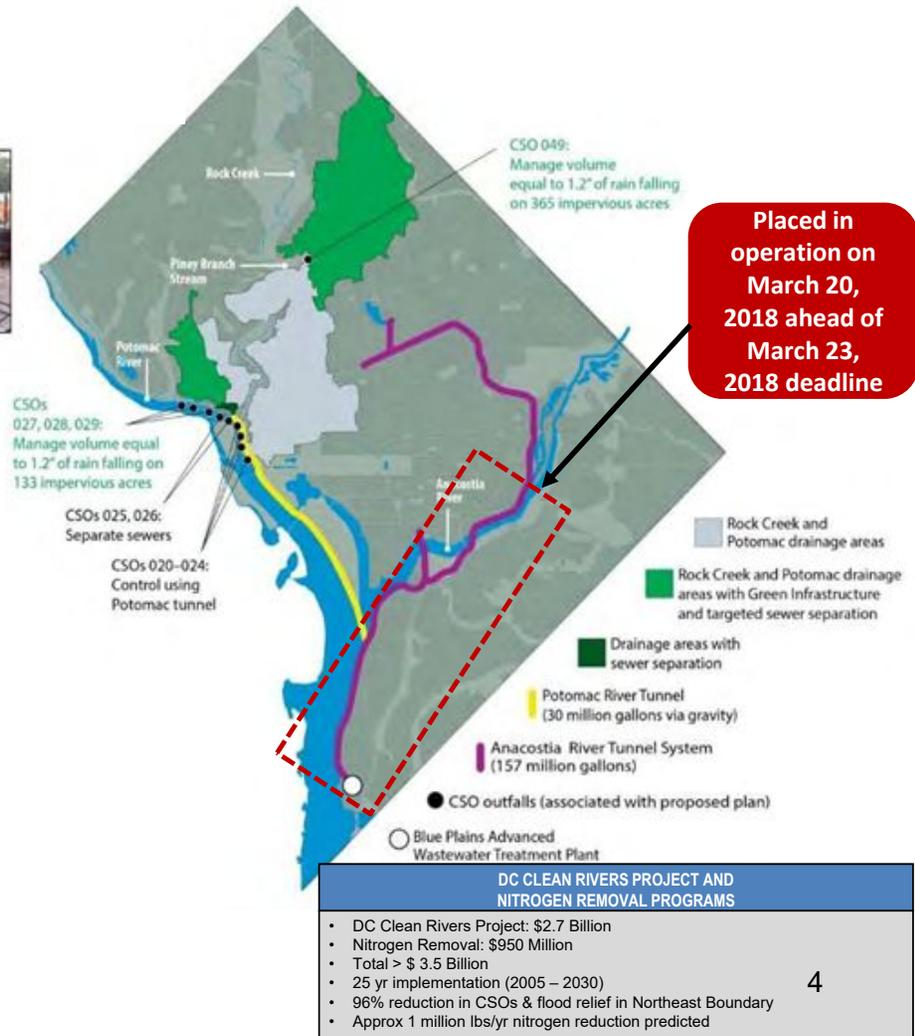 CSO 049:
Manage volume
equal to 1.2" of rain falling
on 365 impervious acres
Rock Creek
Piney Branch
Stream
Potomac
River
Placed in
operation on
March 20,
2018 ahead of
March 23,
2018 deadline
CSOs
027, 028, 029:
Manage volume equal
to 1.2" of rain falling on
133 impervious acres
CSOs 025, 026:
Separate sewers
CSOs 020–024:
Control using
Potomac tunnel
Anacostia
River
Rock Creek and
Potomac drainage areas
Rock Creek and Potomac drainage
areas with Green Infrastructure
and targeted sewer separation
Drainage areas with
sewer separation
Potomac River Tunnel
(30 million gallons via gravity)
Anacostia River Tunnel System
(157 million gallons)
CSO outfalls (associated with proposed plan)
Blue Plains Advanced
Wastewater Treatment Plant
DC CLEAN RIVERS PROJECT AND
NITROGEN REMOVAL PROGRAMS
• DC Clean Rivers Project: $2.7 Billion
• Nitrogen Removal: $950 Million
• Total > $ 3.5 Billion
• 25 yr implementation (2005 – 2030)
• 96% reduction in CSOs & flood relief in Northeast Boundary
• Approx 1 million lbs/yr nitrogen reduction predicted
4